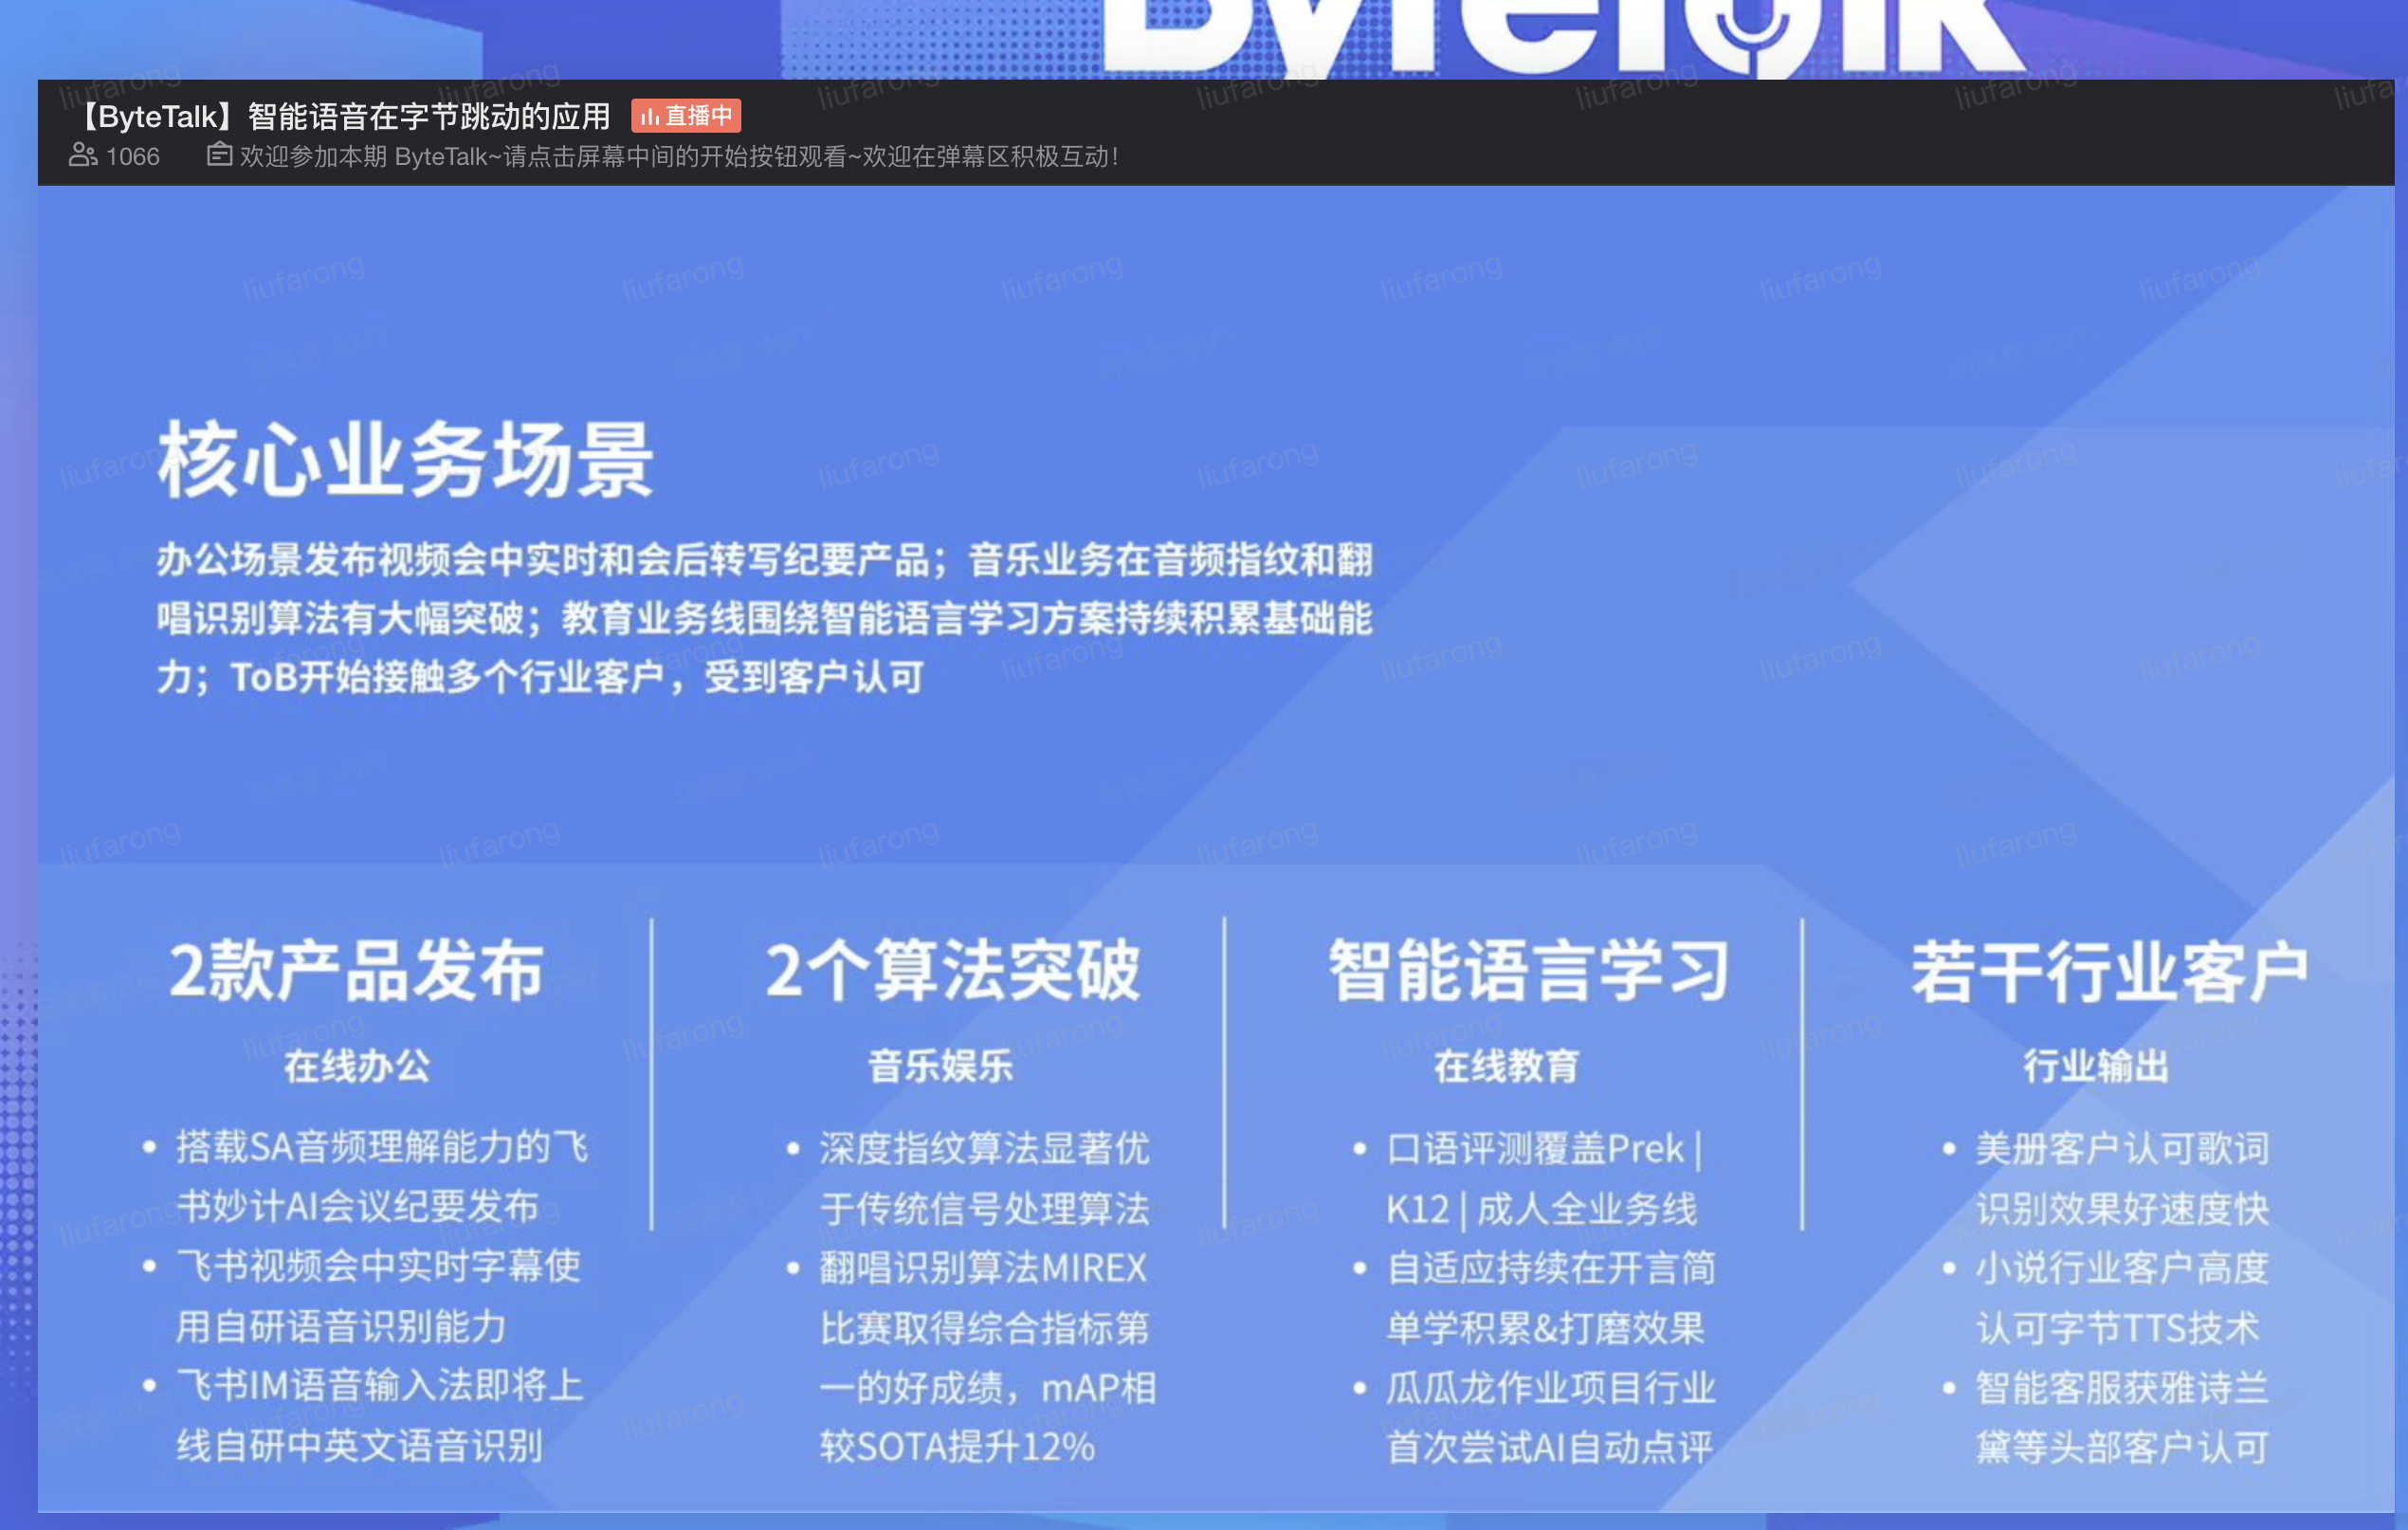 ByteTalk
【ByteTalk】智能语音在字节跳动的应用 直播中
1066 欢迎参加本期 ByteTalk~请点击屏幕中间的开始按钮观看~欢迎在弹幕区积极互动！
核心业务场景
办公场景发布视频会中实时和会后转写纪要产品；音乐业务在音频指纹和翻
唱识别算法有大幅突破；教育业务线围绕智能语言学习方案持续积累基础能
力；ToB开始接触多个行业客户，受到客户认可
2款产品发布
在线办公
• 搭载SA音频理解能力的飞
书妙计AI会议纪要发布
• 飞书视频会中实时字幕使
用自研语音识别能力
• 飞书IM语音输入法即将上
线自研中英文语音识别
2个算法突破
音乐娱乐
• 深度指纹算法显著优
于传统信号处理算法
• 翻唱识别算法MIREX
比赛取得综合指标第
一的好成绩，mAP相
较SOTA提升12%
智能语言学习
在线教育
• 口语评测覆盖Prek |
K12 | 成人全业务线
• 自适应持续在开言简
单学积累&打磨效果
• 瓜瓜龙作业项目行业
首次尝试AI自动点评
若干行业客户
行业输出
• 美册客户认可歌词
识别效果好速度快
• 小说行业客户高度
认可字节TTS技术
• 智能客服获雅诗兰
黛等头部客户认可
liufarong